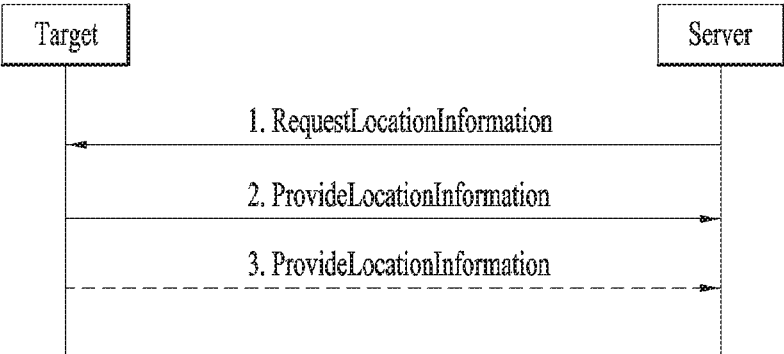 Target
Server
1. RequestLocationInformation
2. ProvideLocationInformation
3. ProvideLocationInformation